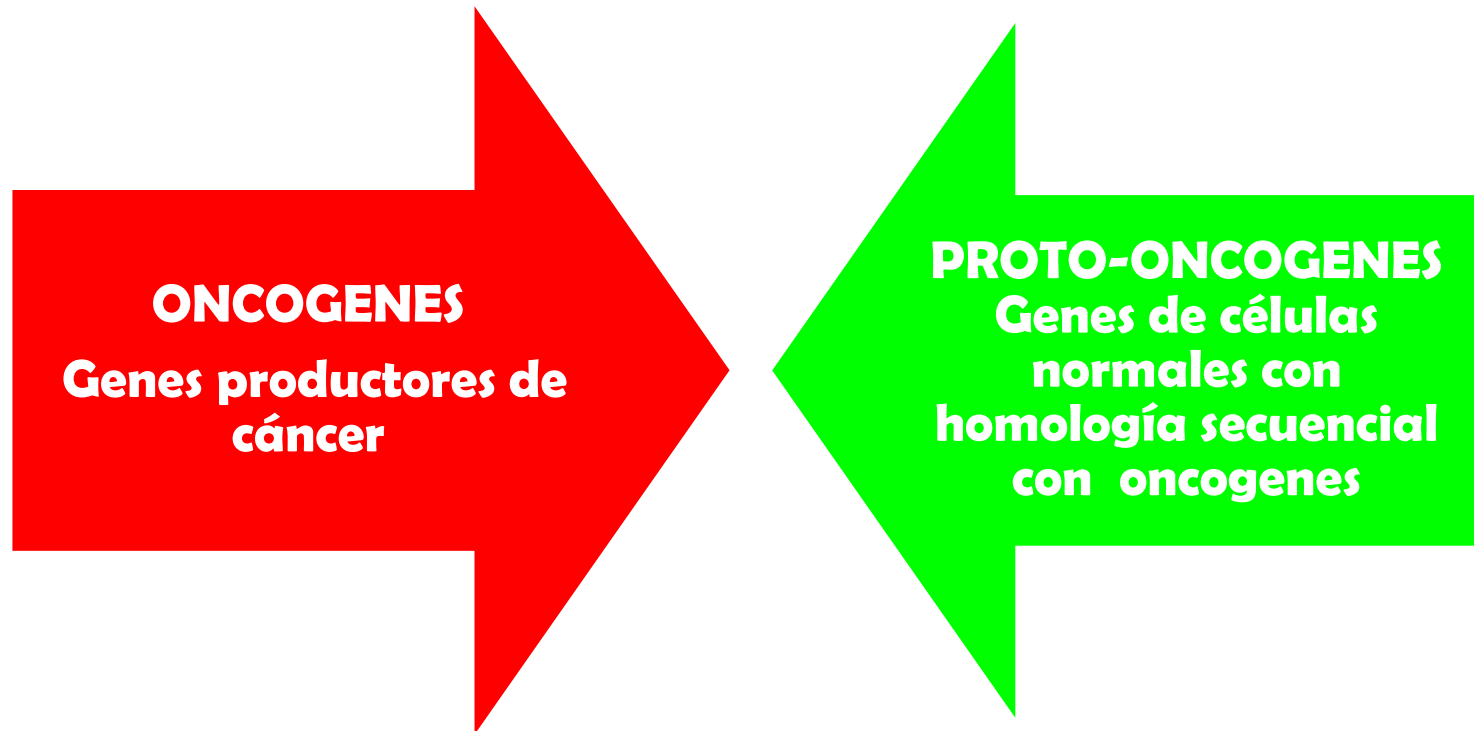 ONCOGENES
Genes productores de
cáncer
PROTO-ONCOGENES
Genes de células
normales con
homología secuencial
con  oncogenes